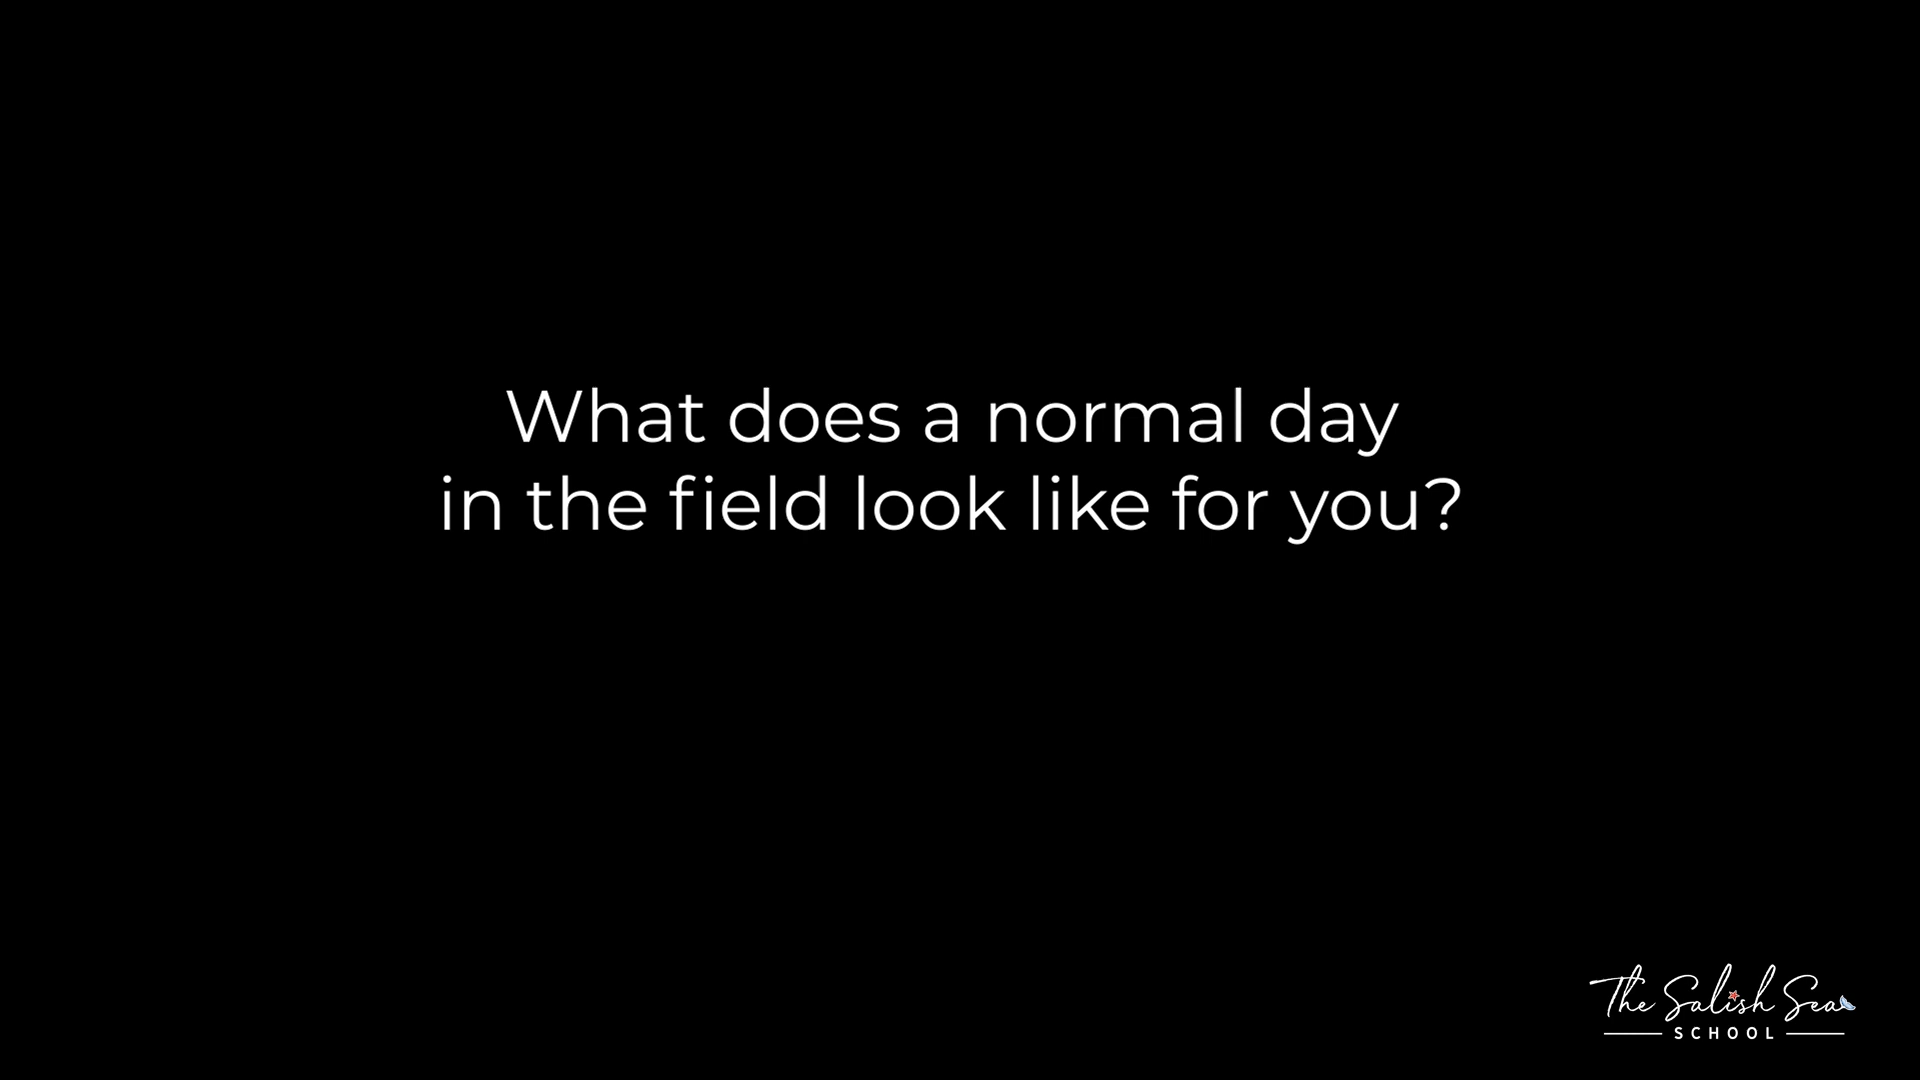 What does a normal day
in the field look like for you?
The Salish Sea
SCHOOL